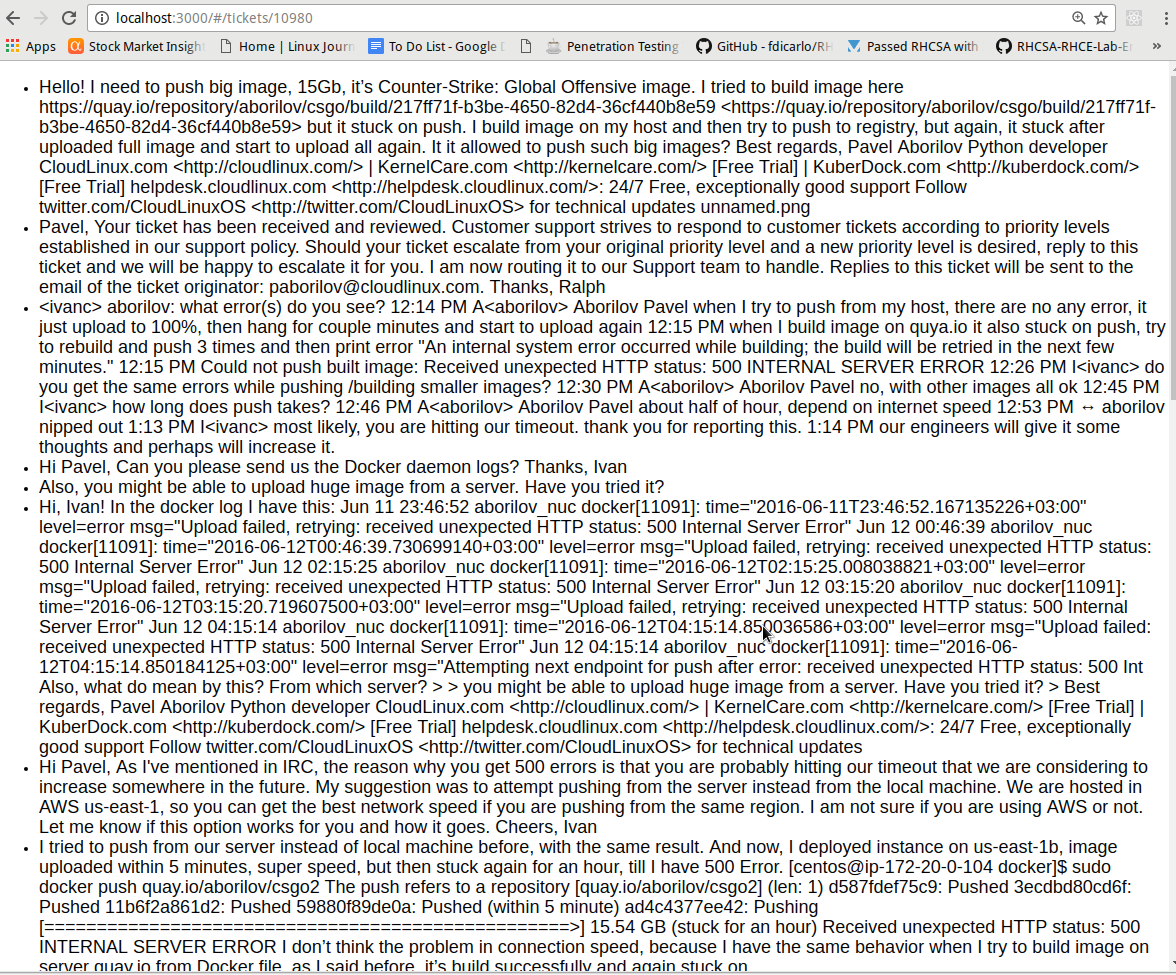 localhost:3000/#/tickets/10980
Apps Stock Market Insigh Home | Linux Journ To Do List - Google D Penetration Testing GitHub - fdicarlo/RH Passed RHCSA with RHCSA-RHCE-Lab-E »
• Hello! I need to push big image, 15Gb, it’s Counter-Strike: Global Offensive image. I tried to build image here
https://quay.io/repository/aborilov/csgo/build/217ff71f-b3be-4650-82d4-36cf440b8e59 <https://quay.io/repository/aborilov/csgo/build/217ff71f-
b3be-4650-82d4-36cf440b8e59> but it stuck on push. I build image on my host and then try to push to registry, but again, it stuck after
uploaded full image and start to upload all again. It it allowed to push such big images? Best regards, Pavel Aborilov Python developer
CloudLinux.com <http://cloudlinux.com/> | KernelCare.com <http://kernelcare.com/> [Free Trial] | KuberDock.com <http://kuberdock.com/>
[Free Trial] helpdesk.cloudlinux.com <http://helpdesk.cloudlinux.com/>: 24/7 Free, exceptionally good support Follow
twitter.com/CloudLinuxOS <http://twitter.com/CloudLinuxOS> for technical updates unnamed.png
• Pavel, Your ticket has been received and reviewed. Customer support strives to respond to customer tickets according to priority levels
established in our support policy. Should your ticket escalate from your original priority level and a new priority level is desired, reply to this
ticket and we will be happy to escalate it for you. I am now routing it to our Support team to handle. Replies to this ticket will be sent to the
email of the ticket originator: paborilov@cloudlinux.com. Thanks, Ralph
• <ivanc> aborilov: what error(s) do you see? 12:14 PM A<aborilov> Aborilov Pavel when I try to push from my host, there are no any error, it
just upload to 100%, then hang for couple minutes and start to upload again 12:15 PM when I build image on quya.io it also stuck on push, try
to rebuild and push 3 times and then print error "An internal system error occurred while building; the build will be retried in the next few
minutes." 12:15 PM Could not push built image: Received unexpected HTTP status: 500 INTERNAL SERVER ERROR 12:26 PM I<ivanc> do
you get the same errors while pushing /building smaller images? 12:30 PM A<aborilov> Aborilov Pavel no, with other images all ok 12:45 PM
I<ivanc> how long does push takes? 12:46 PM A<aborilov> Aborilov Pavel about half of hour, depend on internet speed 12:53 PM ↔ aborilov
nipped out 1:13 PM I<ivanc> most likely, you are hitting our timeout. thank you for reporting this. 1:14 PM our engineers will give it some
thoughts and perhaps will increase it.
• Hi Pavel, Can you please send us the Docker daemon logs? Thanks, Ivan
• Also, you might be able to upload huge image from a server. Have you tried it?
• Hi, Ivan! In the docker log I have this: Jun 11 23:46:52 aborilov_nuc docker[11091]: time="2016-06-11T23:46:52.167135226+03:00"
level=error msg="Upload failed, retrying: received unexpected HTTP status: 500 Internal Server Error" Jun 12 00:46:39 aborilov_nuc
docker[11091]: time="2016-06-12T00:46:39.730699140+03:00" level=error msg="Upload failed, retrying: received unexpected HTTP status:
500 Internal Server Error" Jun 12 02:15:25 aborilov_nuc docker[11091]: time="2016-06-12T02:15:25.008038821+03:00" level=error
msg="Upload failed, retrying: received unexpected HTTP status: 500 Internal Server Error" Jun 12 03:15:20 aborilov_nuc docker[11091]:
time="2016-06-12T03:15:20.719607500+03:00" level=error msg="Upload failed, retrying: received unexpected HTTP status: 500 Internal
Server Error" Jun 12 04:15:14 aborilov_nuc docker[11091]: time="2016-06-12T04:15:14.850036586+03:00" level=error msg="Upload failed:
received unexpected HTTP status: 500 Internal Server Error" Jun 12 04:15:14 aborilov_nuc docker[11091]: time="2016-06-
12T04:15:14.850184125+03:00" level=error msg="Attempting next endpoint for push after error: received unexpected HTTP status: 500 Int
Also, what do mean by this? From which server? > > you might be able to upload huge image from a server. Have you tried it? > Best
regards, Pavel Aborilov Python developer CloudLinux.com <http://cloudlinux.com/> | KernelCare.com <http://kernelcare.com/> [Free Trial] |
KuberDock.com <http://kuberdock.com/> [Free Trial] helpdesk.cloudlinux.com <http://helpdesk.cloudlinux.com/>: 24/7 Free, exceptionally
good support Follow twitter.com/CloudLinuxOS <http://twitter.com/CloudLinuxOS> for technical updates
• Hi Pavel, As I've mentioned in IRC, the reason why you get 500 errors is that you are probably hitting our timeout that we are considering to
increase somewhere in the future. My suggestion was to attempt pushing from the server instead from the local machine. We are hosted in
AWS us-east-1, so you can get the best network speed if you are pushing from the same region. I am not sure if you are using AWS or not.
Let me know if this option works for you and how it goes. Cheers, Ivan
• I tried to push from our server instead of local machine before, with the same result. And now, I deployed instance on us-east-1b, image
uploaded within 5 minutes, super speed, but then stuck again for an hour, till I have 500 Error. [centos@ip-172-20-0-104 docker]$ sudo
docker push quay.io/aborilov/csgo2 The push refers to a repository [quay.io/aborilov/csgo2] (len: 1) d587fdef75c9: Pushed 3ecdbd80cd6f:
Pushed 11b6f2a861d2: Pushed 59880f89de0a: Pushed (within 5 minute) ad4c4377ee42: Pushing
[==================================================>] 15.54 GB (stuck for an hour) Received unexpected HTTP status: 500
INTERNAL SERVER ERROR I don’t think the problem in connection speed, because I have the same behavior when I try to build image on
server quay.io from Docker file, as I said before, it’s build successfully and again stuck on